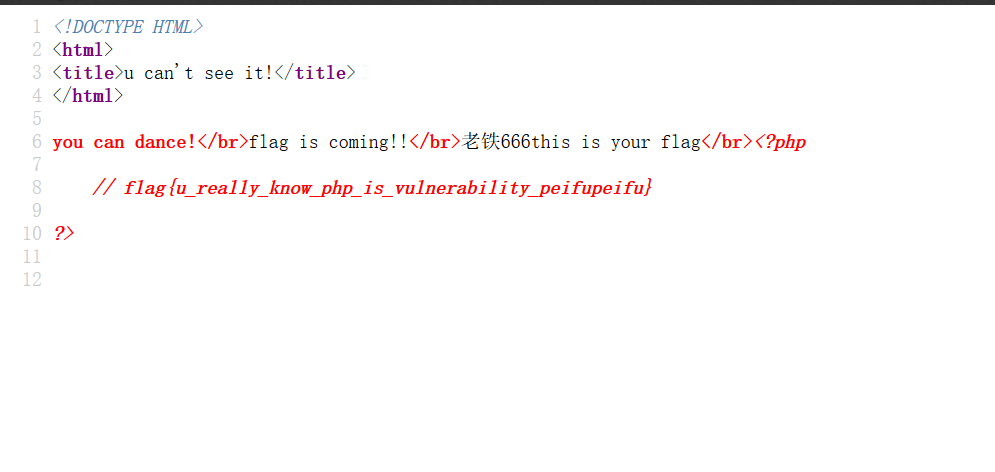 1 <!DOCTYPE HTML>
2 <html>
3 <title>u can't see it!</title>
4 </html>
5
6 you can dance!</br>flag is coming!!</br>老铁666this is your flag</br><?php
7
8 // flag{u_really_know_php_is_vulnerability_peifupeifu}
9
10 ?>
11
12